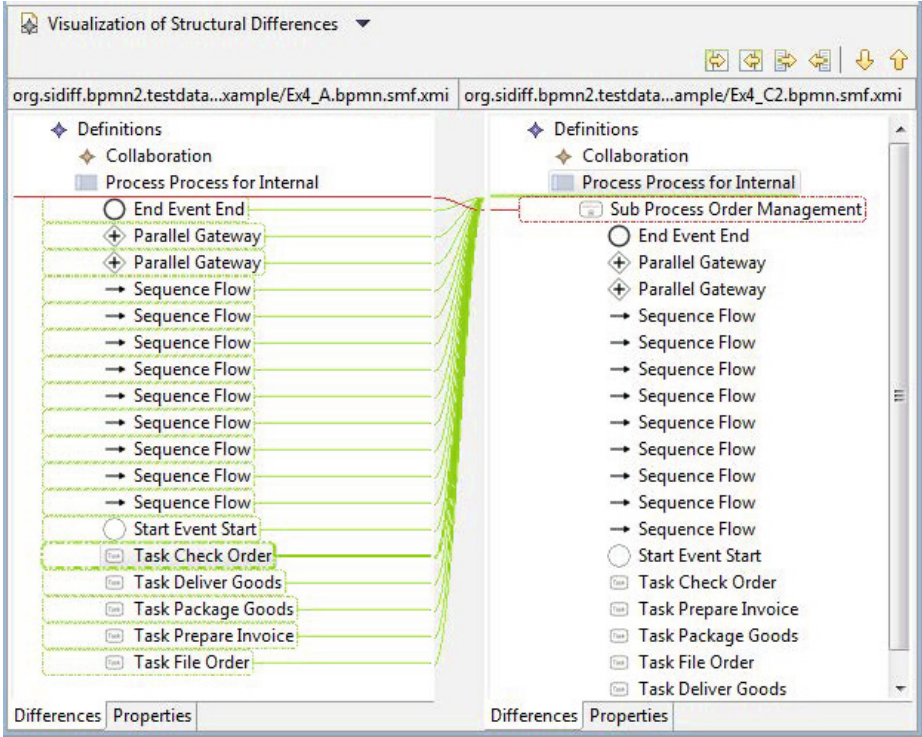 Visualization of Structural Differences
org.sidiff.bpmn2.testdata...xample/Ex4_A.bpmn.smf.xmi
Definitions
Collaboration
Process Process for Internal
End Event End
Parallel Gateway
Parallel Gateway
Sequence Flow
Sequence Flow
Sequence Flow
Sequence Flow
Sequence Flow
Sequence Flow
Sequence Flow
Sequence Flow
Sequence Flow
Start Event Start
Task Check Order
Task Deliver Goods
Task Package Goods
Task Prepare Invoice
Task File Order
Differences Properties
org.sidiff.bpmn2.testdata...ample/Ex4_C2.bpmn.smf.xmi
Definitions
Collaboration
Process Process for Internal
Sub Process Order Management
End Event End
Parallel Gateway
Parallel Gateway
Sequence Flow
Sequence Flow
Sequence Flow
Sequence Flow
Sequence Flow
Sequence Flow
Sequence Flow
Sequence Flow
Sequence Flow
Start Event Start
Task Check Order
Task Prepare Invoice
Task Package Goods
Task File Order
Task Deliver Goods
Differences Properties